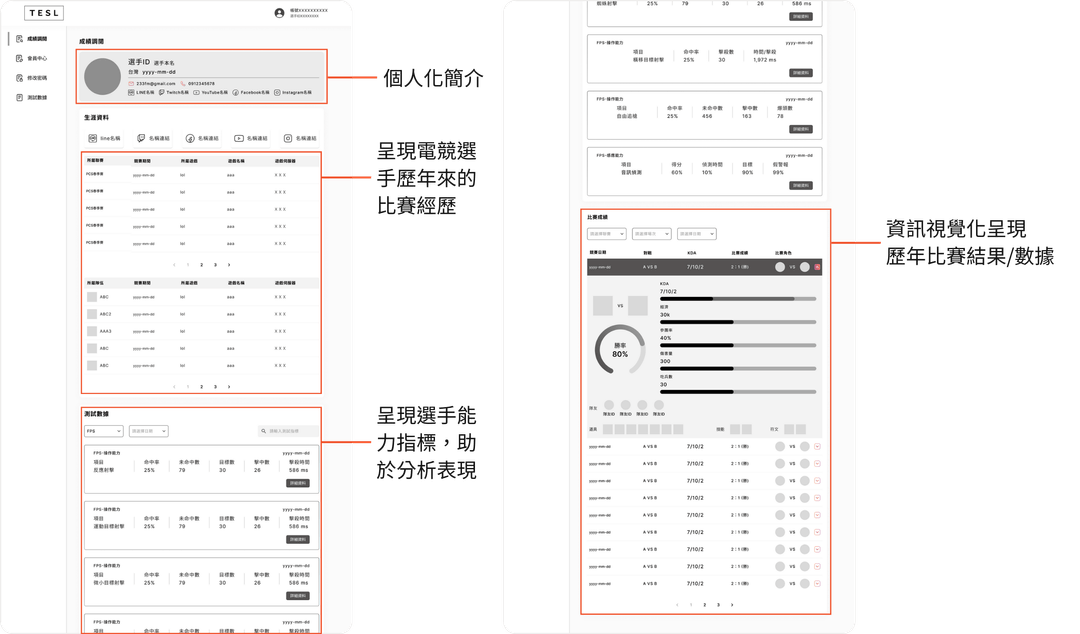 TESL
帳號XXXXXXXXXX
選手XXXXXXXXX
成績調閱
會員中心
修改密碼
測試數據
成績調閱
選手ID 選手本名
台灣 yyyy-mm-dd
233fn@gmail.com 0912345678
LINE名稱 Twitch名稱 YouTube名稱 Facebook名稱 Instagram名稱
生涯資料
line名稱 名稱連結 名稱連結 名稱連結 名稱連結
所屬聯賽 競賽期間 所屬遊戲 遊戲名稱 遊戲伺服器
PCS春季賽 yyyy-mm-dd lol aaa X X X
PCS春季賽 yyyy-mm-dd lol aaa X X X
PCS春季賽 yyyy-mm-dd lol aaa X X X
PCS春季賽 yyyy-mm-dd lol aaa X X X
PCS春季賽 yyyy-mm-dd lol aaa X X X
‹ 1 2 3 ›
所屬隊伍 競賽期間 所屬遊戲 遊戲名稱 遊戲伺服器
ABC yyyy-mm-dd lol aaa X X X
ABC2 yyyy-mm-dd lol aaa X X X
AAA3 yyyy-mm-dd lol aaa X X X
ABC yyyy-mm-dd lol aaa X X X
ABC yyyy-mm-dd lol aaa X X X
‹ 1 2 3 ›
測試數據
FPS 請選擇日期
FPS-操作能力 yyyy-mm-dd
項目 命中率 未命中數 目標數 擊中數 擊殺時間
反應射擊 25% 79 30 26 586 ms
詳細資料
FPS-操作能力 yyyy-mm-dd
項目 命中率 未命中數 目標數 擊中數 擊殺時間
運動目標射擊 25% 79 30 26 586 ms
詳細資料
FPS-操作能力 yyyy-mm-dd
項目 命中率 未命中數 目標數 擊中數 擊殺時間
微小目標射擊 25% 79 30 26 586 ms
詳細資料
FPS-操作能力 yyyy-mm-dd
項目 命中率 未命中數 目標數 擊中數 擊殺時間
個人化簡介
呈現電競選
手歷年來的
比賽經歷
呈現選手能
力指標，助
於分析表現
蜘蛛射擊 25% 79 30 26 586 ms
詳細資料
FPS-操作能力 yyyy-mm-dd
項目 命中率 擊殺數 時間/擊殺
橫移目標射擊 25% 30 1,972 ms
詳細資料
FPS-操作能力 yyyy-mm-dd
項目 命中率 未命中數 擊中數 爆頭數
自由追蹤 25% 456 163 78
詳細資料
FPS-感應能力 yyyy-mm-dd
項目 得分 偵測時間 目標 假警報
音訊偵測 60% 10% 90% 99%
詳細資料
比賽成績
請選擇聯賽 請選擇場次 請選擇日期
競賽日期 對戰 KDA 比賽成績 比賽角色
yyyy-mm-dd A VS B 7/10/2 2 : 1 (勝) VS
KDA
7/10/2
VS
經濟
30k
參團率
40%
勝率
80%
傷害量
300
吃兵數
30
隊友
隊友ID 隊友ID 隊友ID 隊友ID
道具 技能 符文
yyyy-mm-dd A VS B 7/10/2 2 : 1 (勝) VS
yyyy-mm-dd A VS B 7/10/2 2 : 1 (勝) VS
yyyy-mm-dd A VS B 7/10/2 2 : 1 (勝) VS
yyyy-mm-dd A VS B 7/10/2 2 : 1 (勝) VS
yyyy-mm-dd A VS B 7/10/2 2 : 1 (勝) VS
yyyy-mm-dd A VS B 7/10/2 2 : 1 (勝) VS
yyyy-mm-dd A VS B 7/10/2 2 : 1 (勝) VS
yyyy-mm-dd A VS B 7/10/2 2 : 1 (勝) VS
yyyy-mm-dd A VS B 7/10/2 2 : 1 (勝) VS
‹ 1 2 3 ›
資訊視覺化呈現
歷年比賽結果/數據